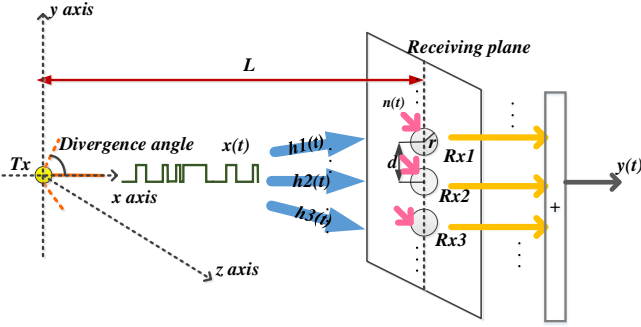 y axis
Receiving plane
L
n(t)
Divergence angle
x(t)
h1(t)
r
Rx1
y(t)
Tx
d
x axis
h2(t)
Rx2
+
h3(t)
Rx3
z axis